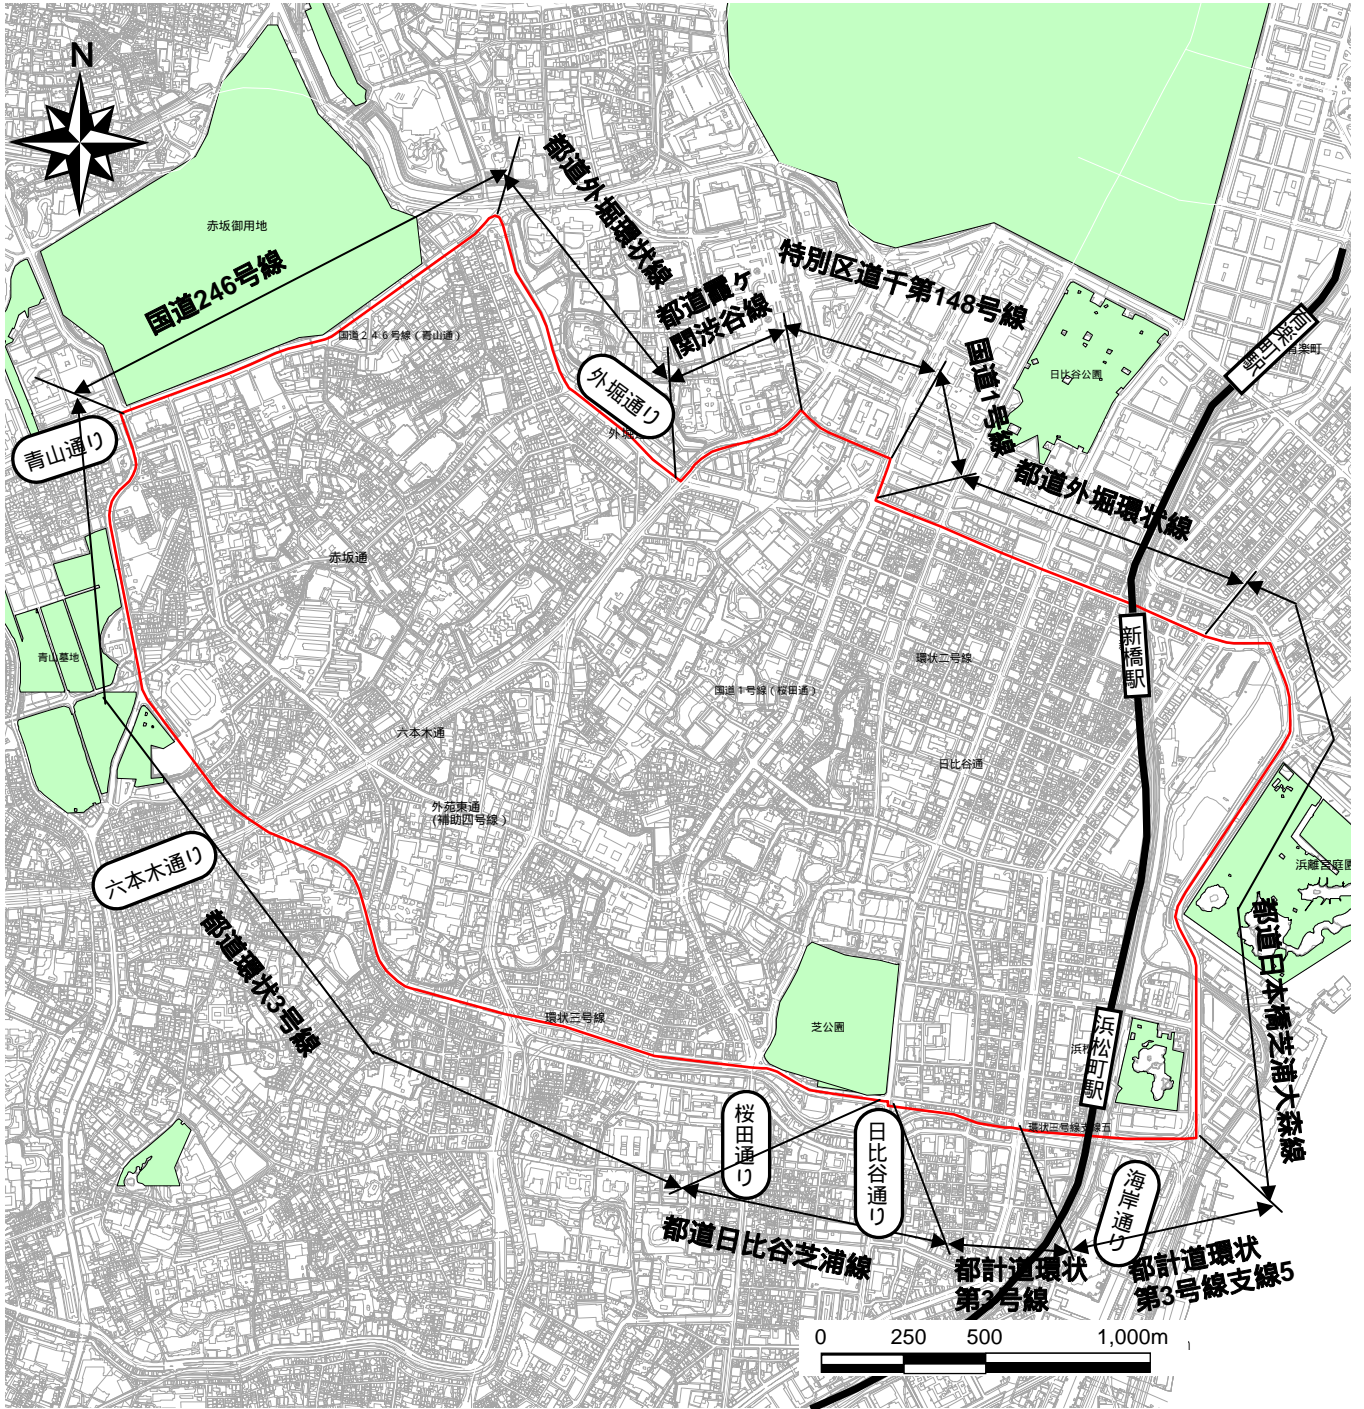 N
都道外堀環状線
赤坂御用地
特別区道千第148号線
都道霞ヶ
関渋谷線
国道246号線
国道２４６号線（青山通）
有楽町駅
有楽町
国道1号線
日比谷公園
外堀通り
青山通り
都道外堀環状線
赤坂通
新橋駅
青山墓地
環状二号線
国道１号線（桜田通）
六本木通
日比谷通
外苑東通
(補助四号線）
六本木通り
浜離宮庭園
都道環状3号線
都道日本橋芝浦大森線
環状三号線
芝公園
浜松町駅
桜田通り
日比谷通り
環状三号線支線五
海岸通り
都道日比谷芝浦線
都計道環状
第3号線
都計道環状
第3号線支線5
0 250 500 1,000m